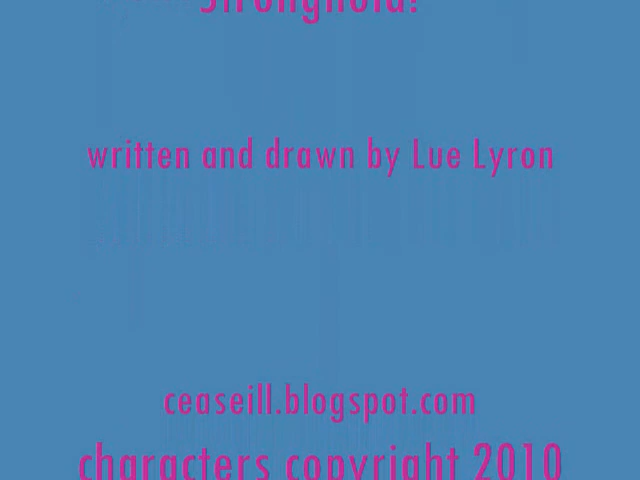 Stronghold!
written and drawn by Lue Lyron
ceaseill.blogspot.com
characters copyright 2010